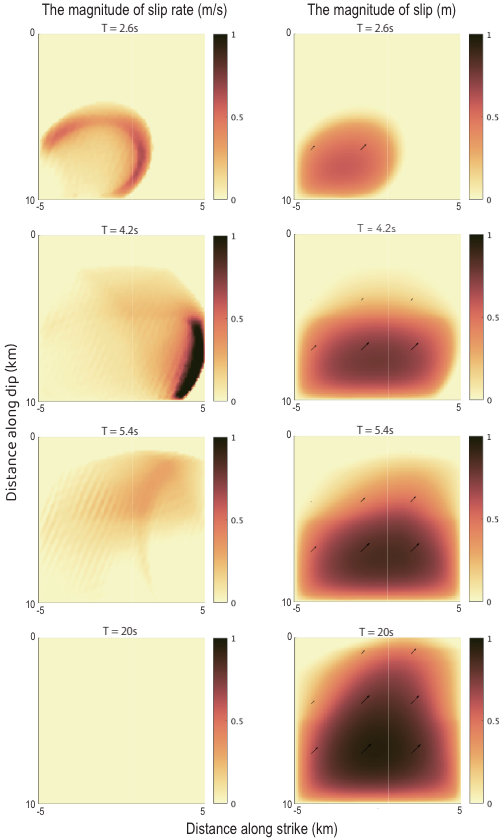 The magnitude of slip rate (m/s) The magnitude of slip (m)
T = 2.6s T = 2.6s
0 1 0 1
0.5 0.5
10 0 10 0
-5 5 -5 5
T = 4.2s T = 4.2s
0 1 0 1
0.5 0.5
10 0 10 0
-5 5 -5 5
Distance along dip (km)
T = 5.4s T = 5.4s
0 1 0 1
0.5 0.5
10 0 10 0
-5 5 -5 5
T = 20s T = 20s
0 1 0 1
0.5 0.5
10 0 10 0
-5 5 -5 5
Distance along strike (km)